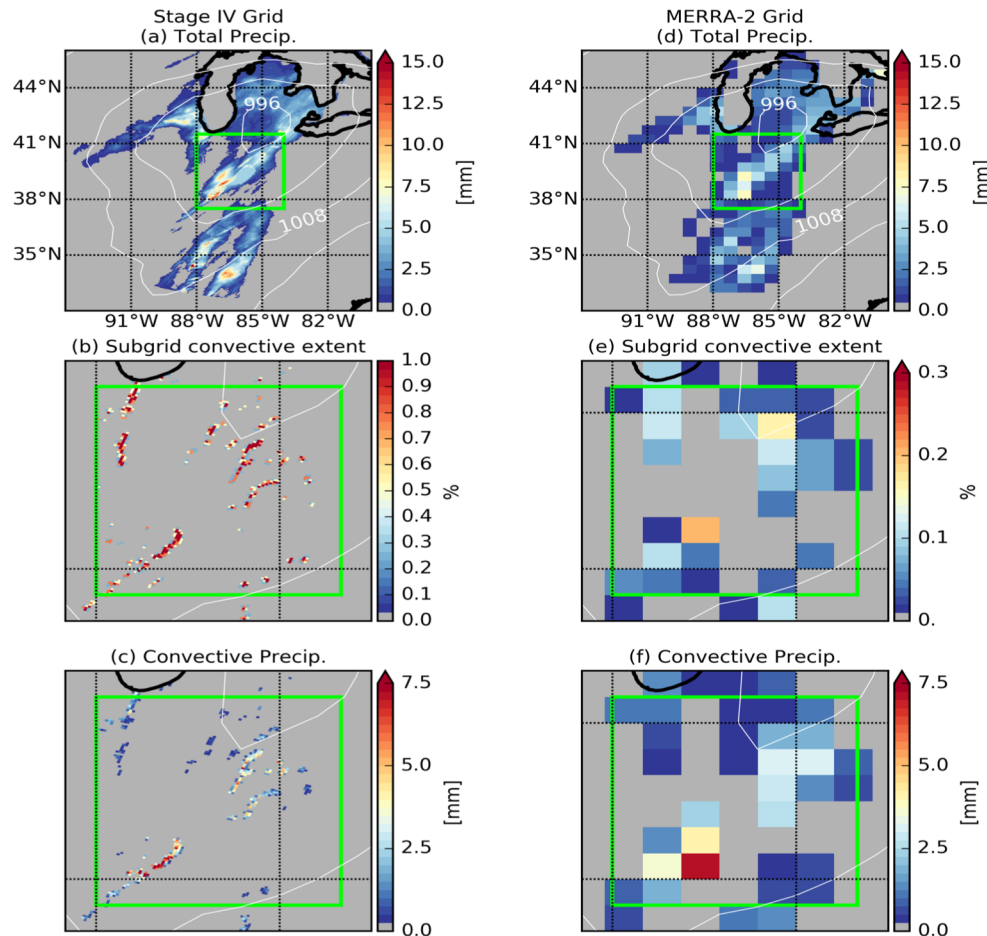 Stage IV Grid
(a) Total Precip.
44°N
41°N
38°N
35°N
91°W 88°W 85°W 82°W
996
1008
15.0
12.5
10.0
7.5
5.0
2.5
0.0
[mm]
MERRA-2 Grid
(d) Total Precip.
44°N
41°N
38°N
35°N
91°W 88°W 85°W 82°W
996
1008
15.0
12.5
10.0
7.5
5.0
2.5
0.0
[mm]
(b) Subgrid convective extent
1.0
0.9
0.8
0.7
0.6
0.5
0.4
0.3
0.2
0.1
0.0
%
(e) Subgrid convective extent
0.3
0.2
0.1
0.
%
(c) Convective Precip.
7.5
5.0
2.5
0.0
[mm]
(f) Convective Precip.
7.5
5.0
2.5
0.0
[mm]